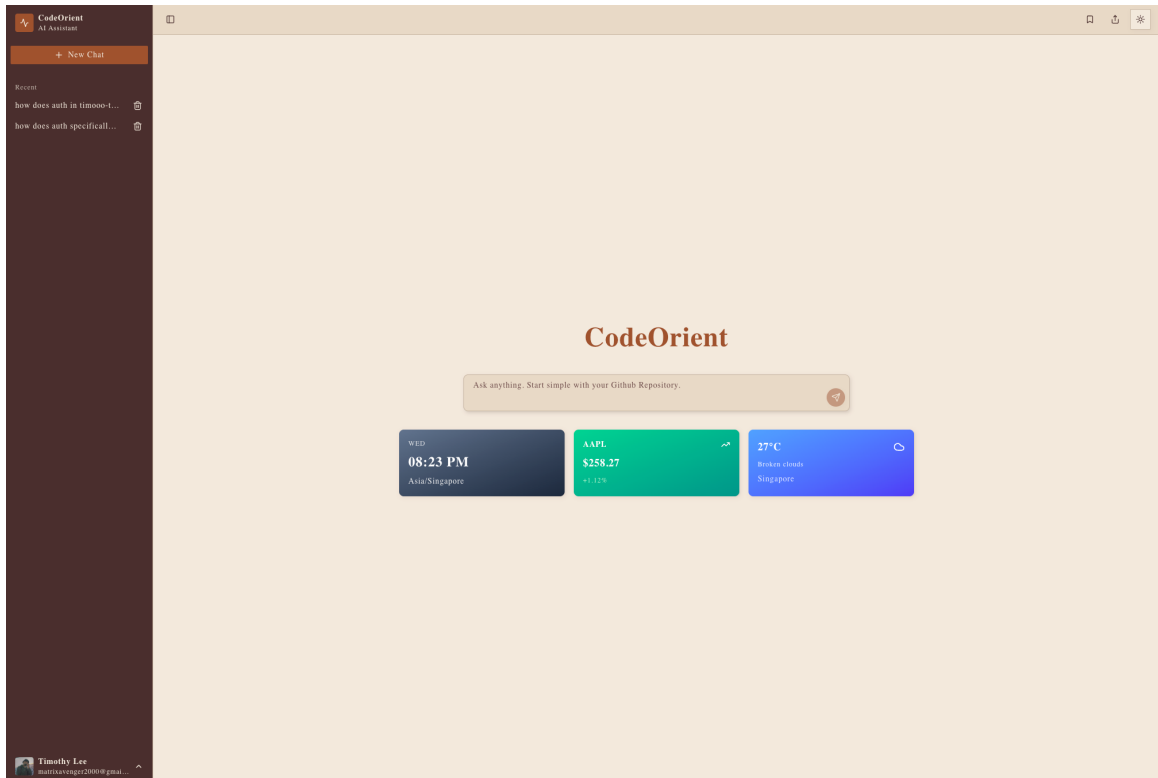 CodeOrient
AI Assistant
New Chat
Recent
how does auth in timooo-t...
how does auth specificall...
CodeOrient
Ask anything. Start simple with your Github Repository.
WED
08:23 PM
Asia/Singapore
AAPL
$258.27
+1.12%
27°C
Broken clouds
Singapore
Timothy Lee
matrixavenger2000@gmai...